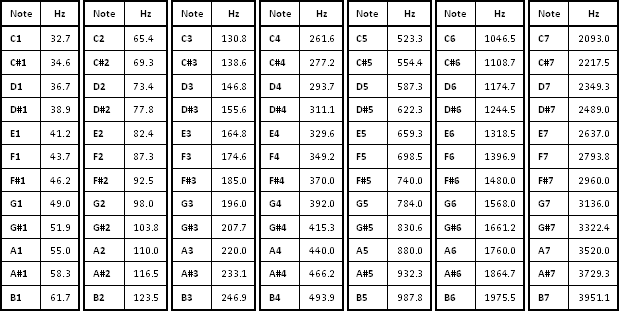 Note Hz Note Hz Note Hz Note Hz Note Hz Note Hz Note Hz
C1 32.7 C2 65.4 C3 130.8 C4 261.6 C5 523.3 C6 1046.5 C7 2093.0
C#1 34.6 C#2 69.3 C#3 138.6 C#4 277.2 C#5 554.4 C#6 1108.7 C#7 2217.5
D1 36.7 D2 73.4 D3 146.8 D4 293.7 D5 587.3 D6 1174.7 D7 2349.3
D#1 38.9 D#2 77.8 D#3 155.6 D#4 311.1 D#5 622.3 D#6 1244.5 D#7 2489.0
E1 41.2 E2 82.4 E3 164.8 E4 329.6 E5 659.3 E6 1318.5 E7 2637.0
F1 43.7 F2 87.3 F3 174.6 F4 349.2 F5 698.5 F6 1396.9 F7 2793.8
F#1 46.2 F#2 92.5 F#3 185.0 F#4 370.0 F#5 740.0 F#6 1480.0 F#7 2960.0
G1 49.0 G2 98.0 G3 196.0 G4 392.0 G5 784.0 G6 1568.0 G7 3136.0
G#1 51.9 G#2 103.8 G#3 207.7 G#4 415.3 G#5 830.6 G#6 1661.2 G#7 3322.4
A1 55.0 A2 110.0 A3 220.0 A4 440.0 A5 880.0 A6 1760.0 A7 3520.0
A#1 58.3 A#2 116.5 A#3 233.1 A#4 466.2 A#5 932.3 A#6 1864.7 A#7 3729.3
B1 61.7 B2 123.5 B3 246.9 B4 493.9 B5 987.8 B6 1975.5 B7 3951.1